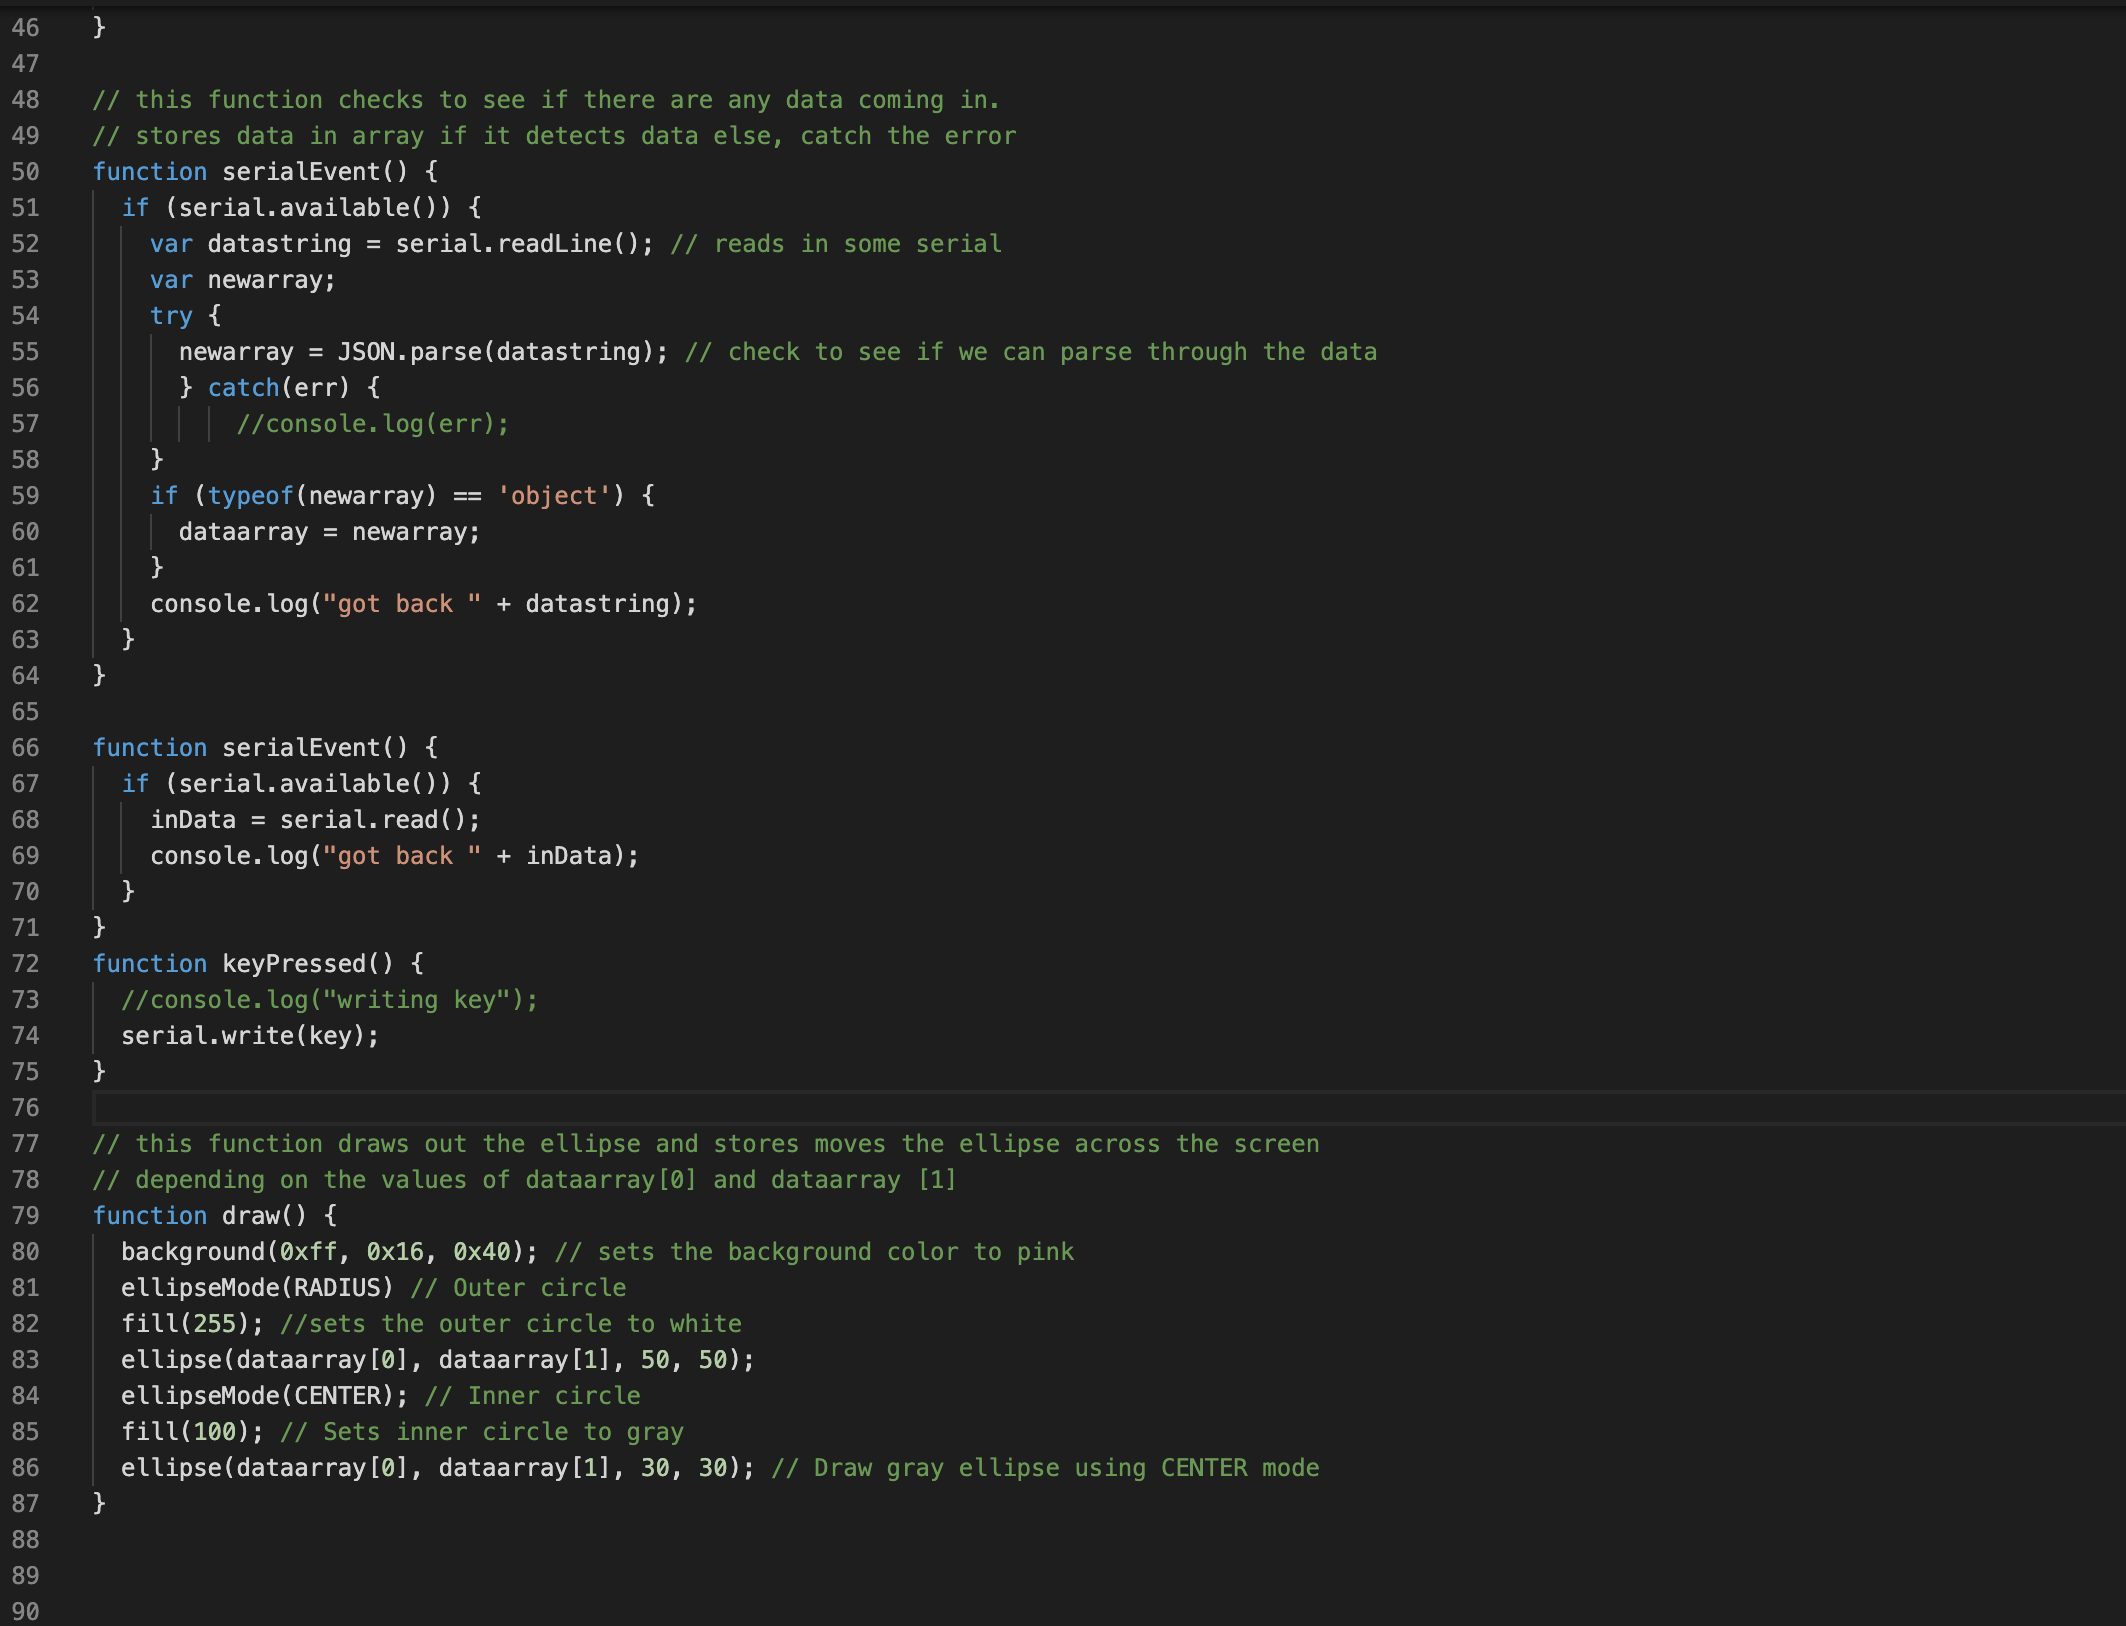 46 }
47
48 // this function checks to see if there are any data coming in.
49 // stores data in array if it detects data else, catch the error
50 function serialEvent() {
51 if (serial.available()) {
52 var datastring = serial.readLine(); // reads in some serial
53 var newarray;
54 try {
55 newarray = JSON.parse(datastring); // check to see if we can parse through the data
56 } catch(err) {
57 //console.log(err);
58 }
59 if (typeof(newarray) == 'object') {
60 dataarray = newarray;
61 }
62 console.log("got back " + datastring);
63 }
64 }
65
66 function serialEvent() {
67 if (serial.available()) {
68 inData = serial.read();
69 console.log("got back " + inData);
70 }
71 }
72 function keyPressed() {
73 //console.log("writing key");
74 serial.write(key);
75 }
76
77 // this function draws out the ellipse and stores moves the ellipse across the screen
78 // depending on the values of dataarray[0] and dataarray [1]
79 function draw() {
80 background(0xff, 0x16, 0x40); // sets the background color to pink
81 ellipseMode(RADIUS) // Outer circle
82 fill(255); //sets the outer circle to white
83 ellipse(dataarray[0], dataarray[1], 50, 50);
84 ellipseMode(CENTER); // Inner circle
85 fill(100); // Sets inner circle to gray
86 ellipse(dataarray[0], dataarray[1], 30, 30); // Draw gray ellipse using CENTER mode
87 }
88
89
90